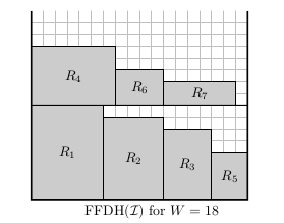 R₄
R₆
R₇
R₁
R₂
R₃
R₅
FFDH(𝓘) for W = 18